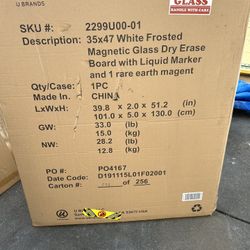 U BRANDS
GLASS
HANDLE WITH CARE
SKU #: 2299U00-01
Description: 35x47 White Frosted
Magnetic Glass Dry Erase
Board with Liquid Marker
and 1 rare earth magent
Qty/Case: 1PC
Made in: CHINA
LxWxH: 39.8 x 2.0 x 51.2 (in)
101.0 x 5.0 x 130.0 (cm)
GW: 33.0 (lb)
15.0 (kg)
NW: 28.2 (lb)
12.8 (kg)
PO #: PO4167
Date Code: D191115L01F02001
Carton #: of 256